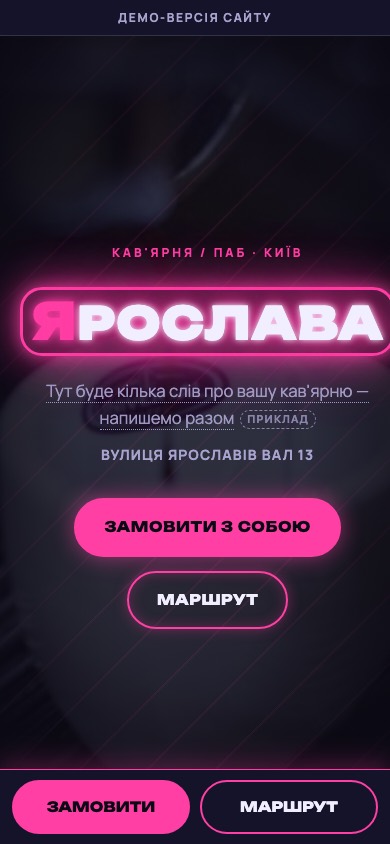 ДЕМО-ВЕРСІЯ САЙТУ
КАВ'ЯРНЯ / ПАБ · КИЇВ
ЯРОСЛАВА
Тут буде кілька слів про вашу кав'ярню —
напишемо разом ПРИКЛАД
ВУЛИЦЯ ЯРОСЛАВІВ ВАЛ 13
ЗАМОВИТИ З СОБОЮ
МАРШРУТ
ЗАМОВИТИ МАРШРУТ